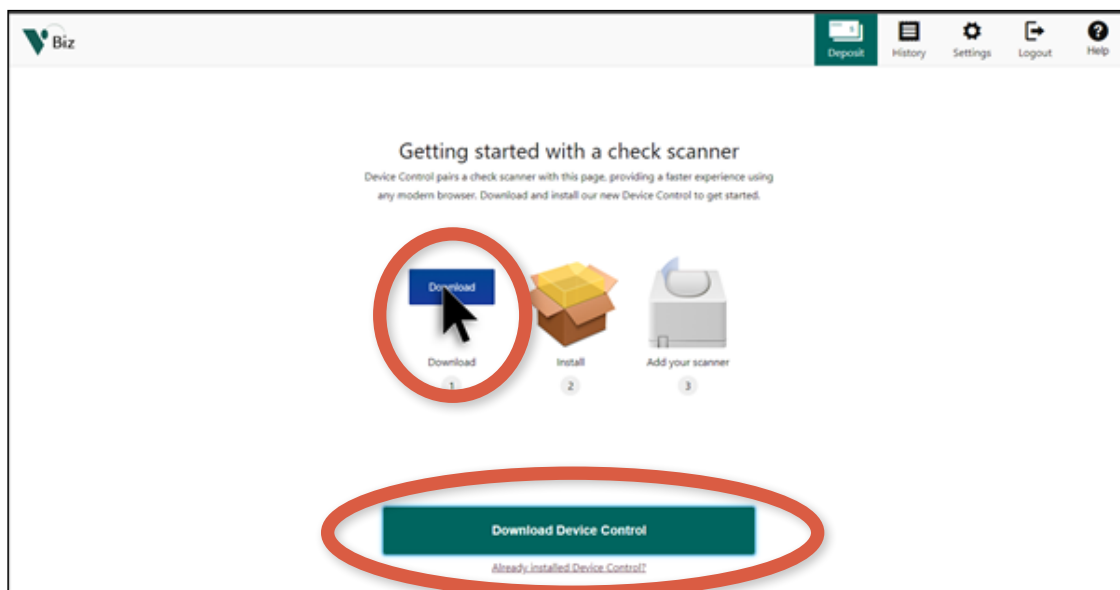 Biz
Deposit
History
Settings
Logout
Help
Getting started with a check scanner
Device Control pairs a check scanner with this page, providing a faster experience using
any modern browser. Download and install our new Device Control to get started.
Download
Download
Install
Add your scanner
1
2
3
Download Device Control
Already installed Device Control?